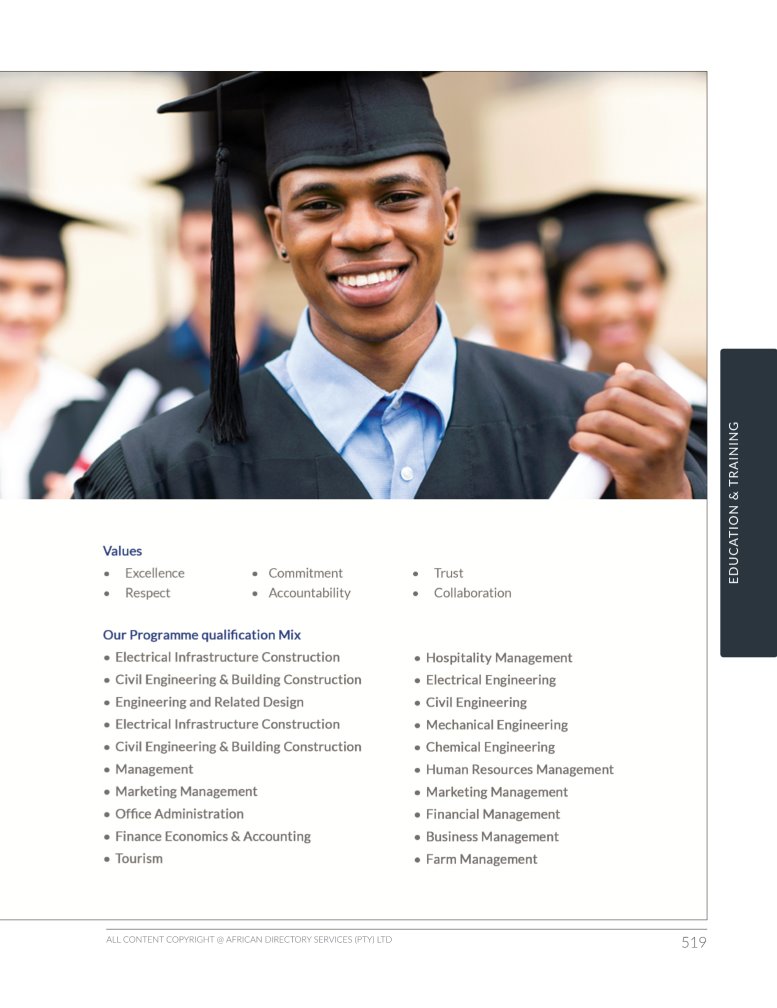 EDUCATION & TRAINING
Values
• Excellence
• Respect
• Commitment
• Accountability
• Trust
• Collaboration
Our Programme qualification Mix
• Electrical Infrastructure Construction
• Civil Engineering & Building Construction
• Engineering and Related Design
• Electrical Infrastructure Construction
• Civil Engineering & Building Construction
• Management
• Marketing Management
• Office Administration
• Finance Economics & Accounting
• Tourism
• Hospitality Management
• Electrical Engineering
• Civil Engineering
• Mechanical Engineering
• Chemical Engineering
• Human Resources Management
• Marketing Management
• Financial Management
• Business Management
• Farm Management
ALL CONTENT COPYRIGHT @ AFRICAN DIRECTORY SERVICES (PTY) LTD
519